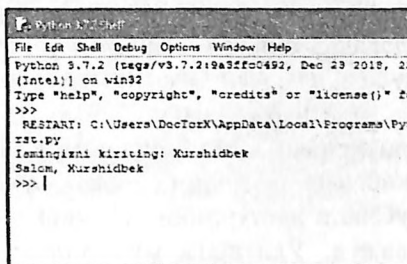 Python 3.7.2 Shell
File Edit Shell Debug Options Window Help
Python 3.7.2 (tags/v3.7.2:9a3ffc0492, Dec 23 2018, 2
(Intel)] on win32
Type "help", "copyright", "credits" or "license()" f
>>>
RESTART: C:\Users\DocTrX\AppData\Local\Programs\Py
rst.py
Ismingizni kiriting: Xurshidbek
Salom, Xurshidbek
>>>